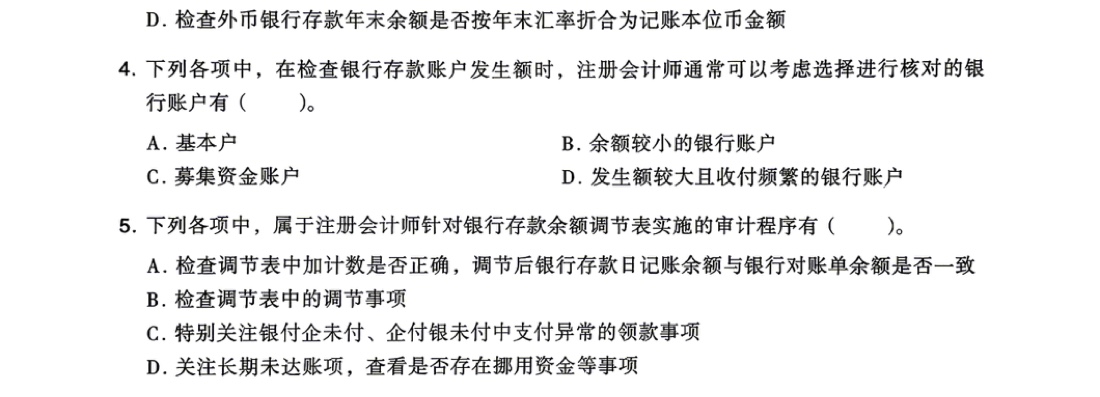 D. 检查外币银行存款年末余额是否按年末汇率折合为记账本位币金额
4. 下列各项中，在检查银行存款账户发生额时，注册会计师通常可以考虑选择进行核对的银
行账户有（　　）。
A. 基本户　　B. 余额较小的银行账户
C. 募集资金账户　　D. 发生额较大且收付频繁的银行账户
5. 下列各项中，属于注册会计师针对银行存款余额调节表实施的审计程序有（　　）。
A. 检查调节表中加计数是否正确，调节后银行存款日记账余额与银行对账单余额是否一致
B. 检查调节表中的调节事项
C. 特别关注银付企未付、企付银未付中支付异常的领款事项
D. 关注长期未达账项，查看是否存在挪用资金等事项